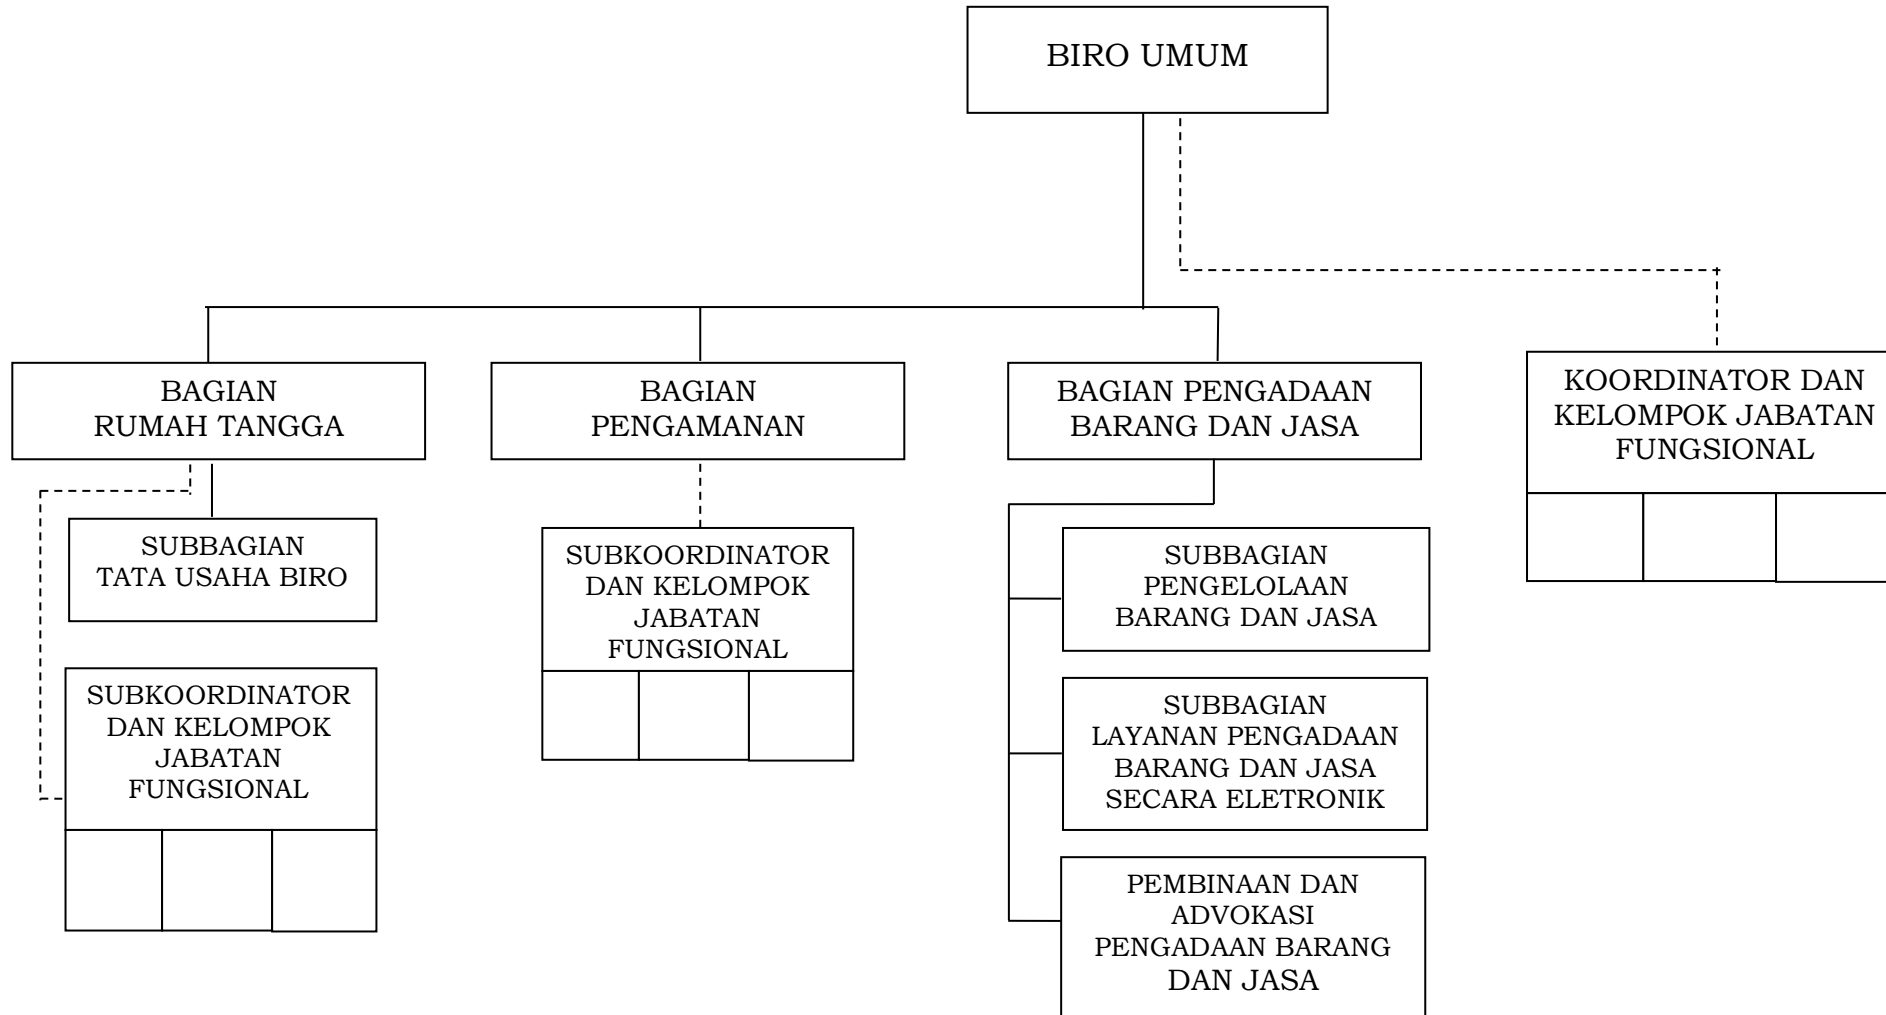 BIRO UMUM
BAGIAN
RUMAH TANGGA
BAGIAN
PENGAMANAN
BAGIAN PENGADAAN
BARANG DAN JASA
KOORDINATOR DAN
KELOMPOK JABATAN
FUNGSIONAL
SUBBAGIAN
TATA USAHA BIRO
SUBKOORDINATOR
DAN KELOMPOK
JABATAN
FUNGSIONAL
SUBKOORDINATOR
DAN KELOMPOK
JABATAN
FUNGSIONAL
SUBBAGIAN
PENGELOLAAN
BARANG DAN JASA
SUBBAGIAN
LAYANAN PENGADAAN
BARANG DAN JASA
SECARA ELETRONIK
PEMBINAAN DAN
ADVOKASI
PENGADAAN BARANG
DAN JASA